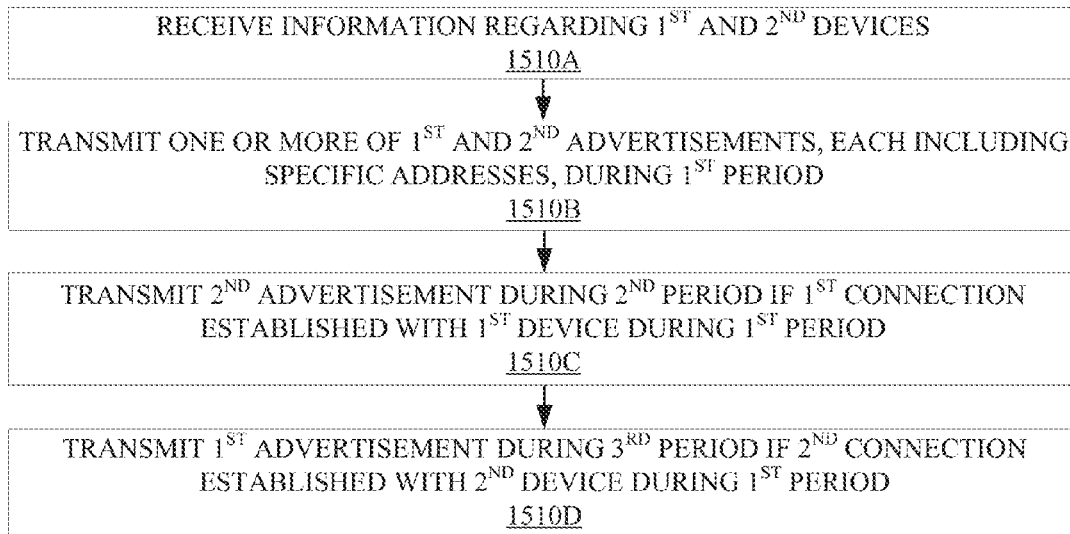 RECEIVE INFORMATION REGARDING 1ST AND 2ND DEVICES
1510A
TRANSMIT ONE OR MORE OF 1ST AND 2ND ADVERTISEMENTS, EACH INCLUDING
SPECIFIC ADDRESSES, DURING 1ST PERIOD
1510B
TRANSMIT 2ND ADVERTISEMENT DURING 2ND PERIOD IF 1ST CONNECTION
ESTABLISHED WITH 1ST DEVICE DURING 1ST PERIOD
1510C
TRANSMIT 1ST ADVERTISEMENT DURING 3RD PERIOD IF 2ND CONNECTION
ESTABLISHED WITH 2ND DEVICE DURING 1ST PERIOD
1510D